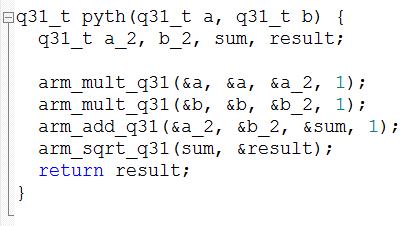 q31_t pyth(q31_t a, q31_t b) {
  q31_t a_2, b_2, sum, result;

  arm_mult_q31(&a, &a, &a_2, 1);
  arm_mult_q31(&b, &b, &b_2, 1);
  arm_add_q31(&a_2, &b_2, &sum, 1);
  arm_sqrt_q31(sum, &result);
  return result;
}